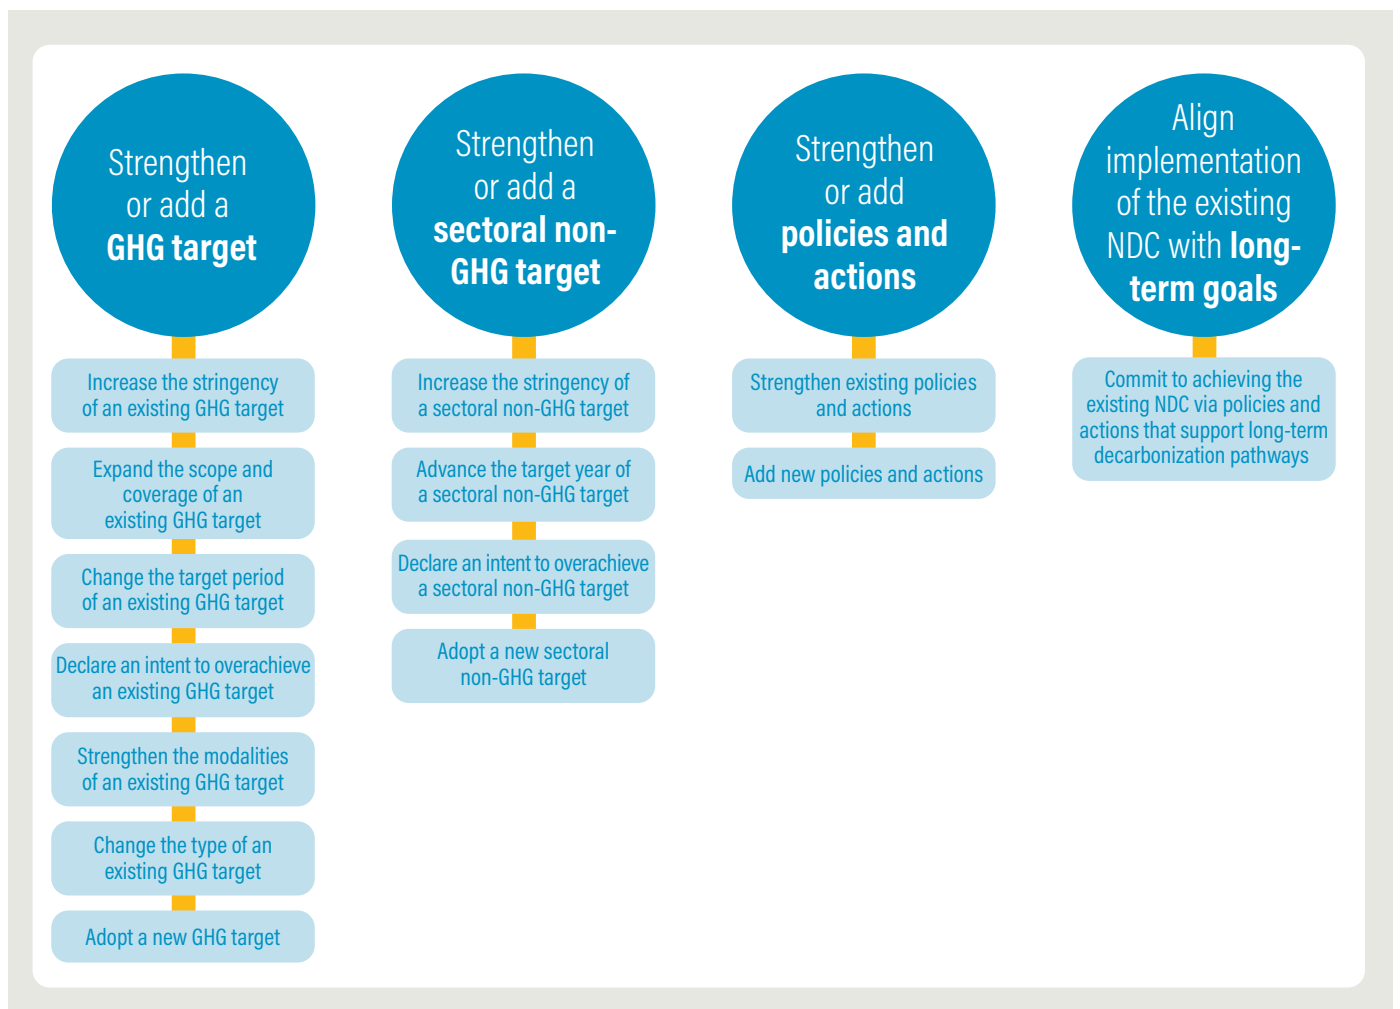 Strengthen
or add a
GHG target
Increase the stringency
of an existing GHG target
Expand the scope and
coverage of an
existing GHG target
Change the target period
of an existing GHG target
Declare an intent to overachieve
an existing GHG target
Strengthen the modalities
of an existing GHG target
Change the type of an
existing GHG target
Adopt a new GHG target
Strengthen
or add a
sectoral non-
GHG target
Increase the stringency of
a sectoral non-GHG target
Advance the target year of
a sectoral non-GHG target
Declare an intent to overachieve
a sectoral non-GHG target
Adopt a new sectoral
non-GHG target
Strengthen
or add
policies and
actions
Strengthen existing policies
and actions
Add new policies and actions
Align
implementation
of the existing
NDC with long-
term goals
Commit to achieving the
existing NDC via policies and
actions that support long-term
decarbonization pathways